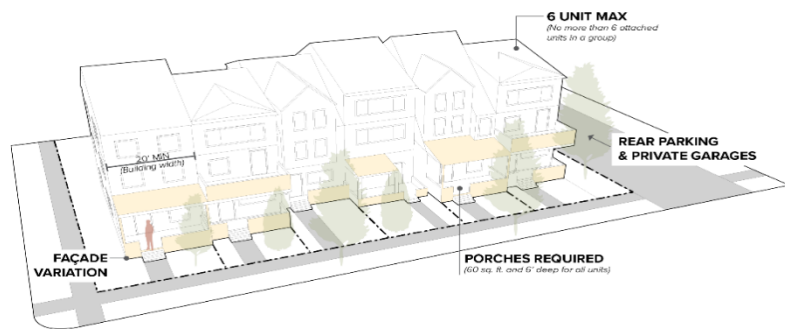 6 UNIT MAX
(No more than 6 attached
units in a group)
20' MIN
(Building width)
REAR PARKING
& PRIVATE GARAGES
FAÇADE
VARIATION
PORCHES REQUIRED
(60 sq. ft. and 6' deep for all units)